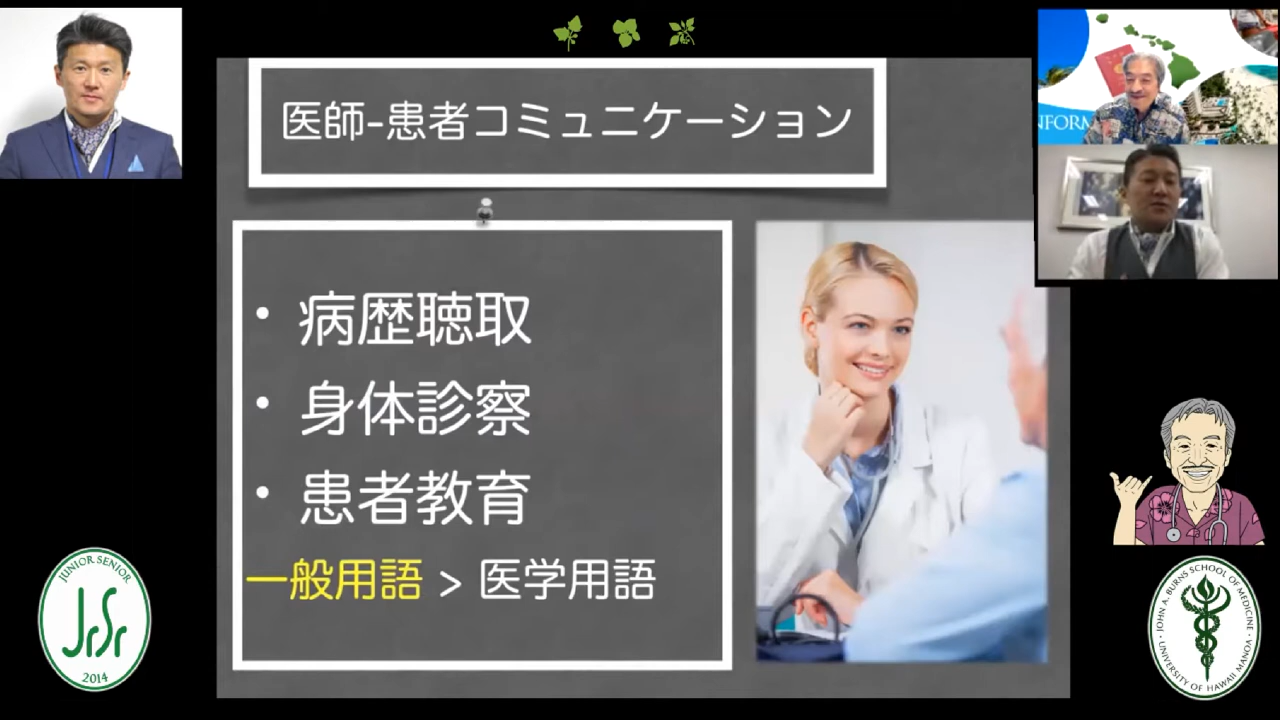 医師-患者コミュニケーション
• 病歴聴取
• 身体診察
• 患者教育
一般用語 > 医学用語
NFORM
JUNIOR SENIOR
JrSr
2014
JOHN A. BURNS SCHOOL OF MEDICINE
UNIVERSITY OF HAWAII MANOA